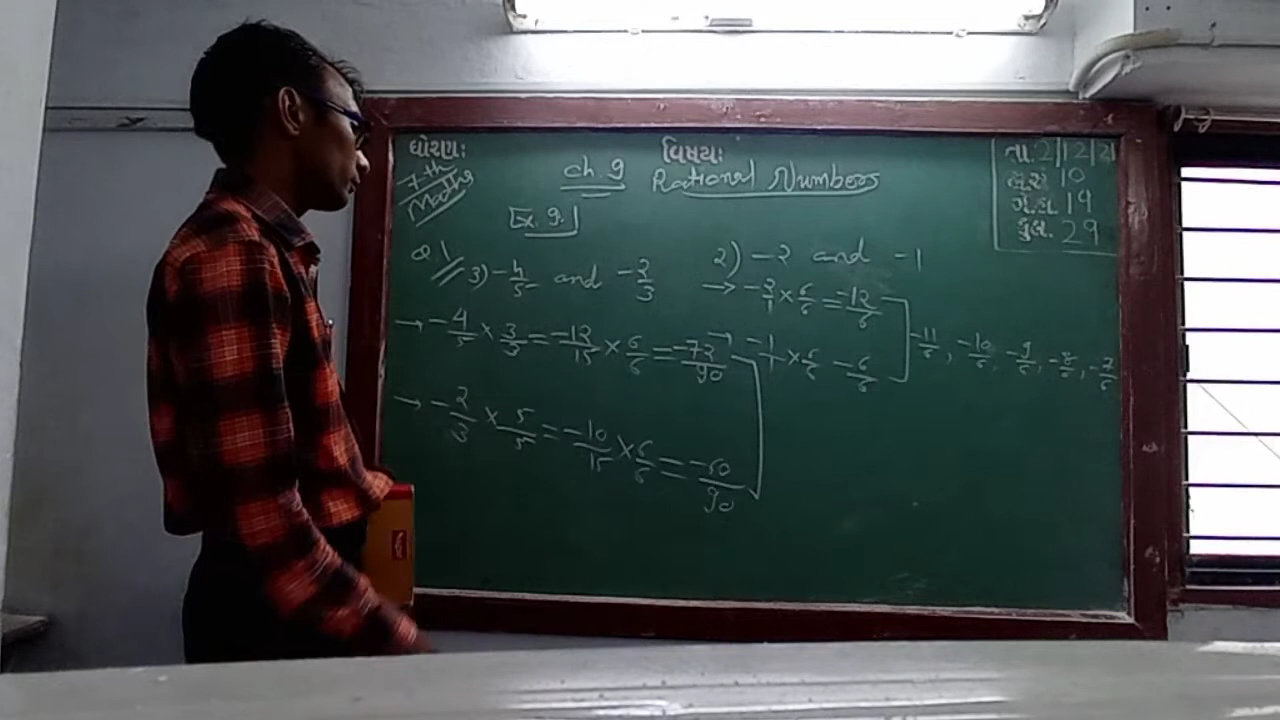 ધોરણ:
7th
Maths
વિષય:
ch. 9 Rational Numbers
Ex. 9.1
તા. 2/12/21
કુ.સં 10
ગે.હા. 19
કુલ. 29
Q.1
3) -4/5 and -2/3
→ -4/5 × 3/3 = -12/15 × 6/6 = -72/90
→ -2/3 × 5/5 = -10/15 × 6/6 = -60/90
2) -2 and -1
→ -2/1 × 6/6 = -12/6
→ -1/1 × 6/6 -6/6
-11/6, -10/6, -9/6, -8/6, -7/6